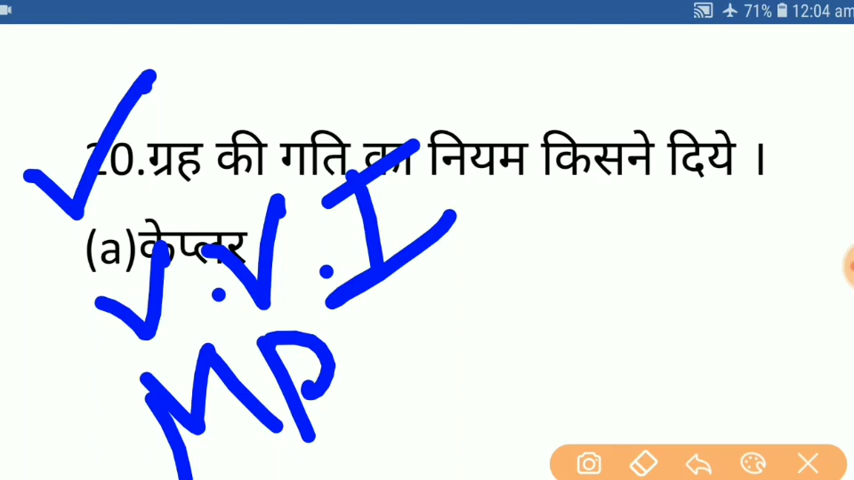 71% 12:04 am
20.ग्रह की गति का नियम किसने दिये ।
(a)केप्लर
V.V.I
MP